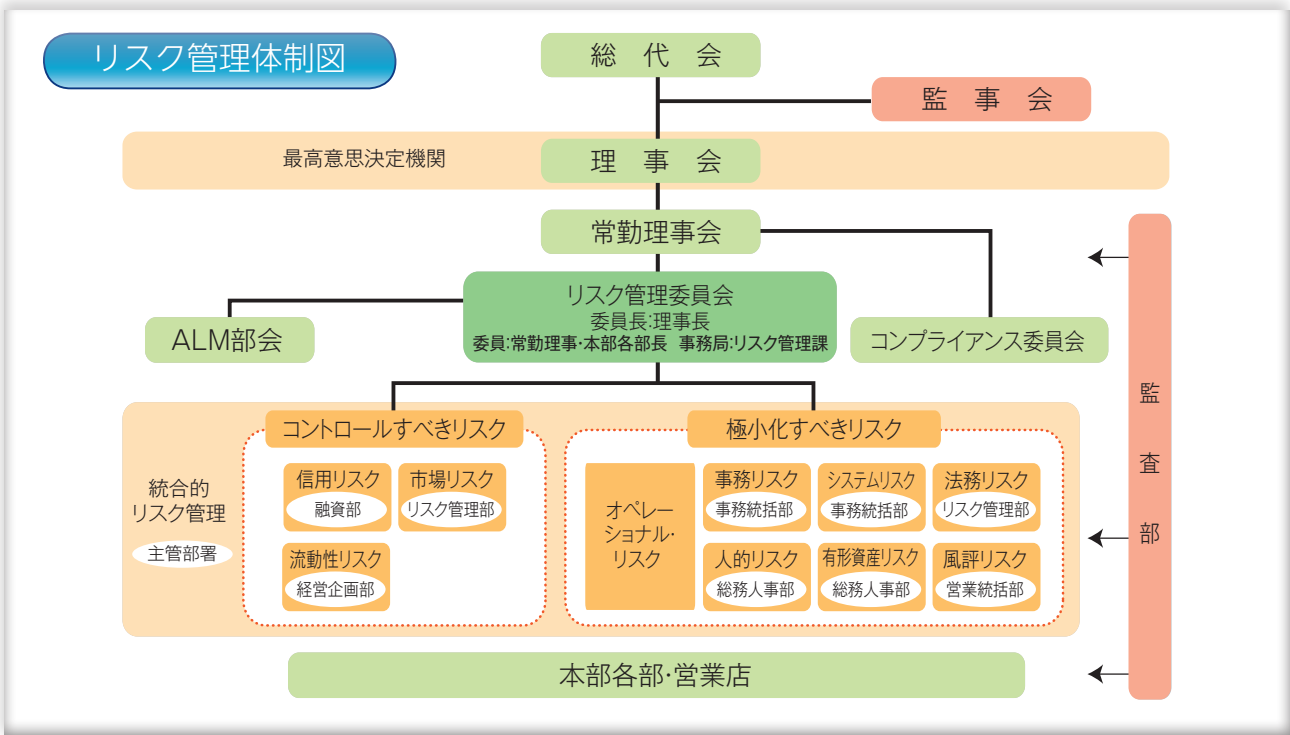 リスク管理体制図
総代会
監事会
最高意思決定機関
理事会
常勤理事会
リスク管理委員会
委員長:理事長
委員:常勤理事・本部各部長 事務局:リスク管理課
ALM部会
コンプライアンス委員会
監査部
統合的
リスク管理
主管部署
コントロールすべきリスク
信用リスク
融資部
市場リスク
リスク管理部
流動性リスク
経営企画部
極小化すべきリスク
オペレー
ショナル・
リスク
事務リスク
事務統括部
システムリスク
事務統括部
法務リスク
リスク管理部
人的リスク
総務人事部
有形資産リスク
総務人事部
風評リスク
営業統括部
本部各部・営業店